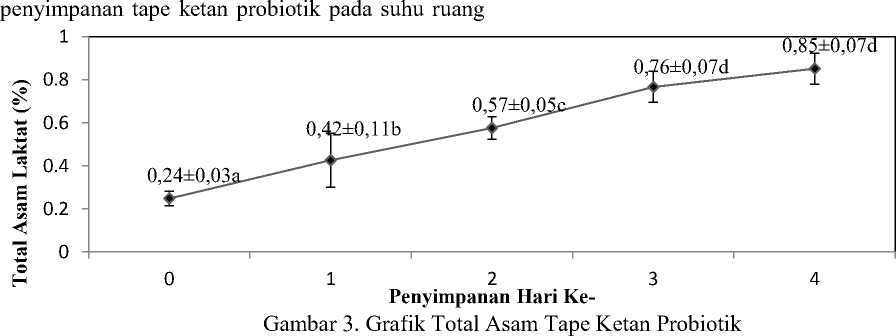 penyimpanan tape ketan probiotik pada suhu ruang
Total Asam Laktat (%)
1
0.8
0.6
0.4
0.2
0
0,24±0,03a
0,42±0,11b
0,57±0,05c
0,76±0,07d
0,85±0,07d
0 1 2 3 4
Penyimpanan Hari Ke-
Gambar 3. Grafik Total Asam Tape Ketan Probiotik